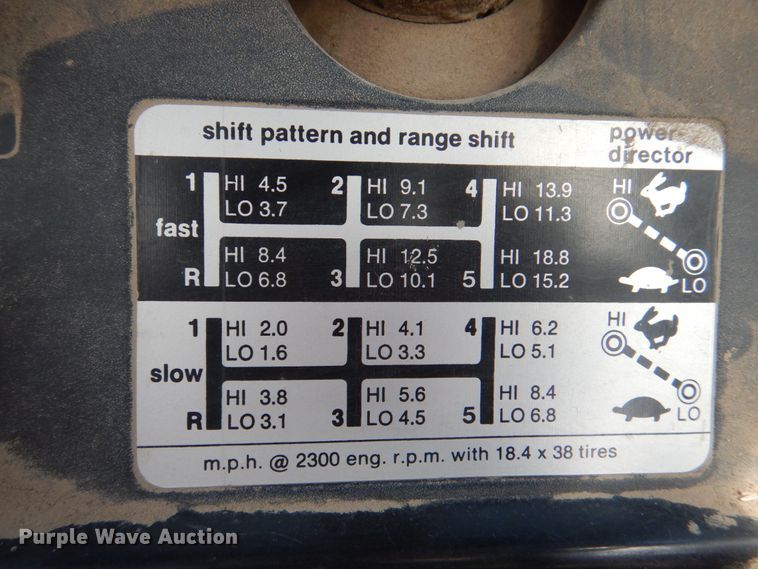 shift pattern and range shift power
director
1 HI 4.5 2 HI 9.1 4 HI 13.9 HI
LO 3.7 LO 7.3 LO 11.3
fast
HI 8.4 HI 12.5 HI 18.8
R LO 6.8 3 LO 10.1 5 LO 15.2 LO
1 HI 2.0 2 HI 4.1 4 HI 6.2 HI
LO 1.6 LO 3.3 LO 5.1
slow
HI 3.8 HI 5.6 HI 8.4
R LO 3.1 3 LO 4.5 5 LO 6.8 LO
m.p.h. @ 2300 eng. r.p.m. with 18.4 x 38 tires
Purple Wave Auction